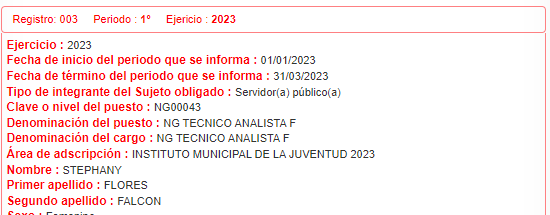 Registro: 003 Periodo : 1º Ejericio : 2023
Ejercicio : 2023
Fecha de inicio del periodo que se informa : 01/01/2023
Fecha de término del periodo que se informa : 31/03/2023
Tipo de integrante del Sujeto obligado : Servidor(a) público(a)
Clave o nivel del puesto : NG00043
Denominación del puesto : NG TECNICO ANALISTA F
Denominación del cargo : NG TECNICO ANALISTA F
Área de adscripción : INSTITUTO MUNICIPAL DE LA JUVENTUD 2023
Nombre : STEPHANY
Primer apellido : FLORES
Segundo apellido : FALCON
Sexo : Femenino